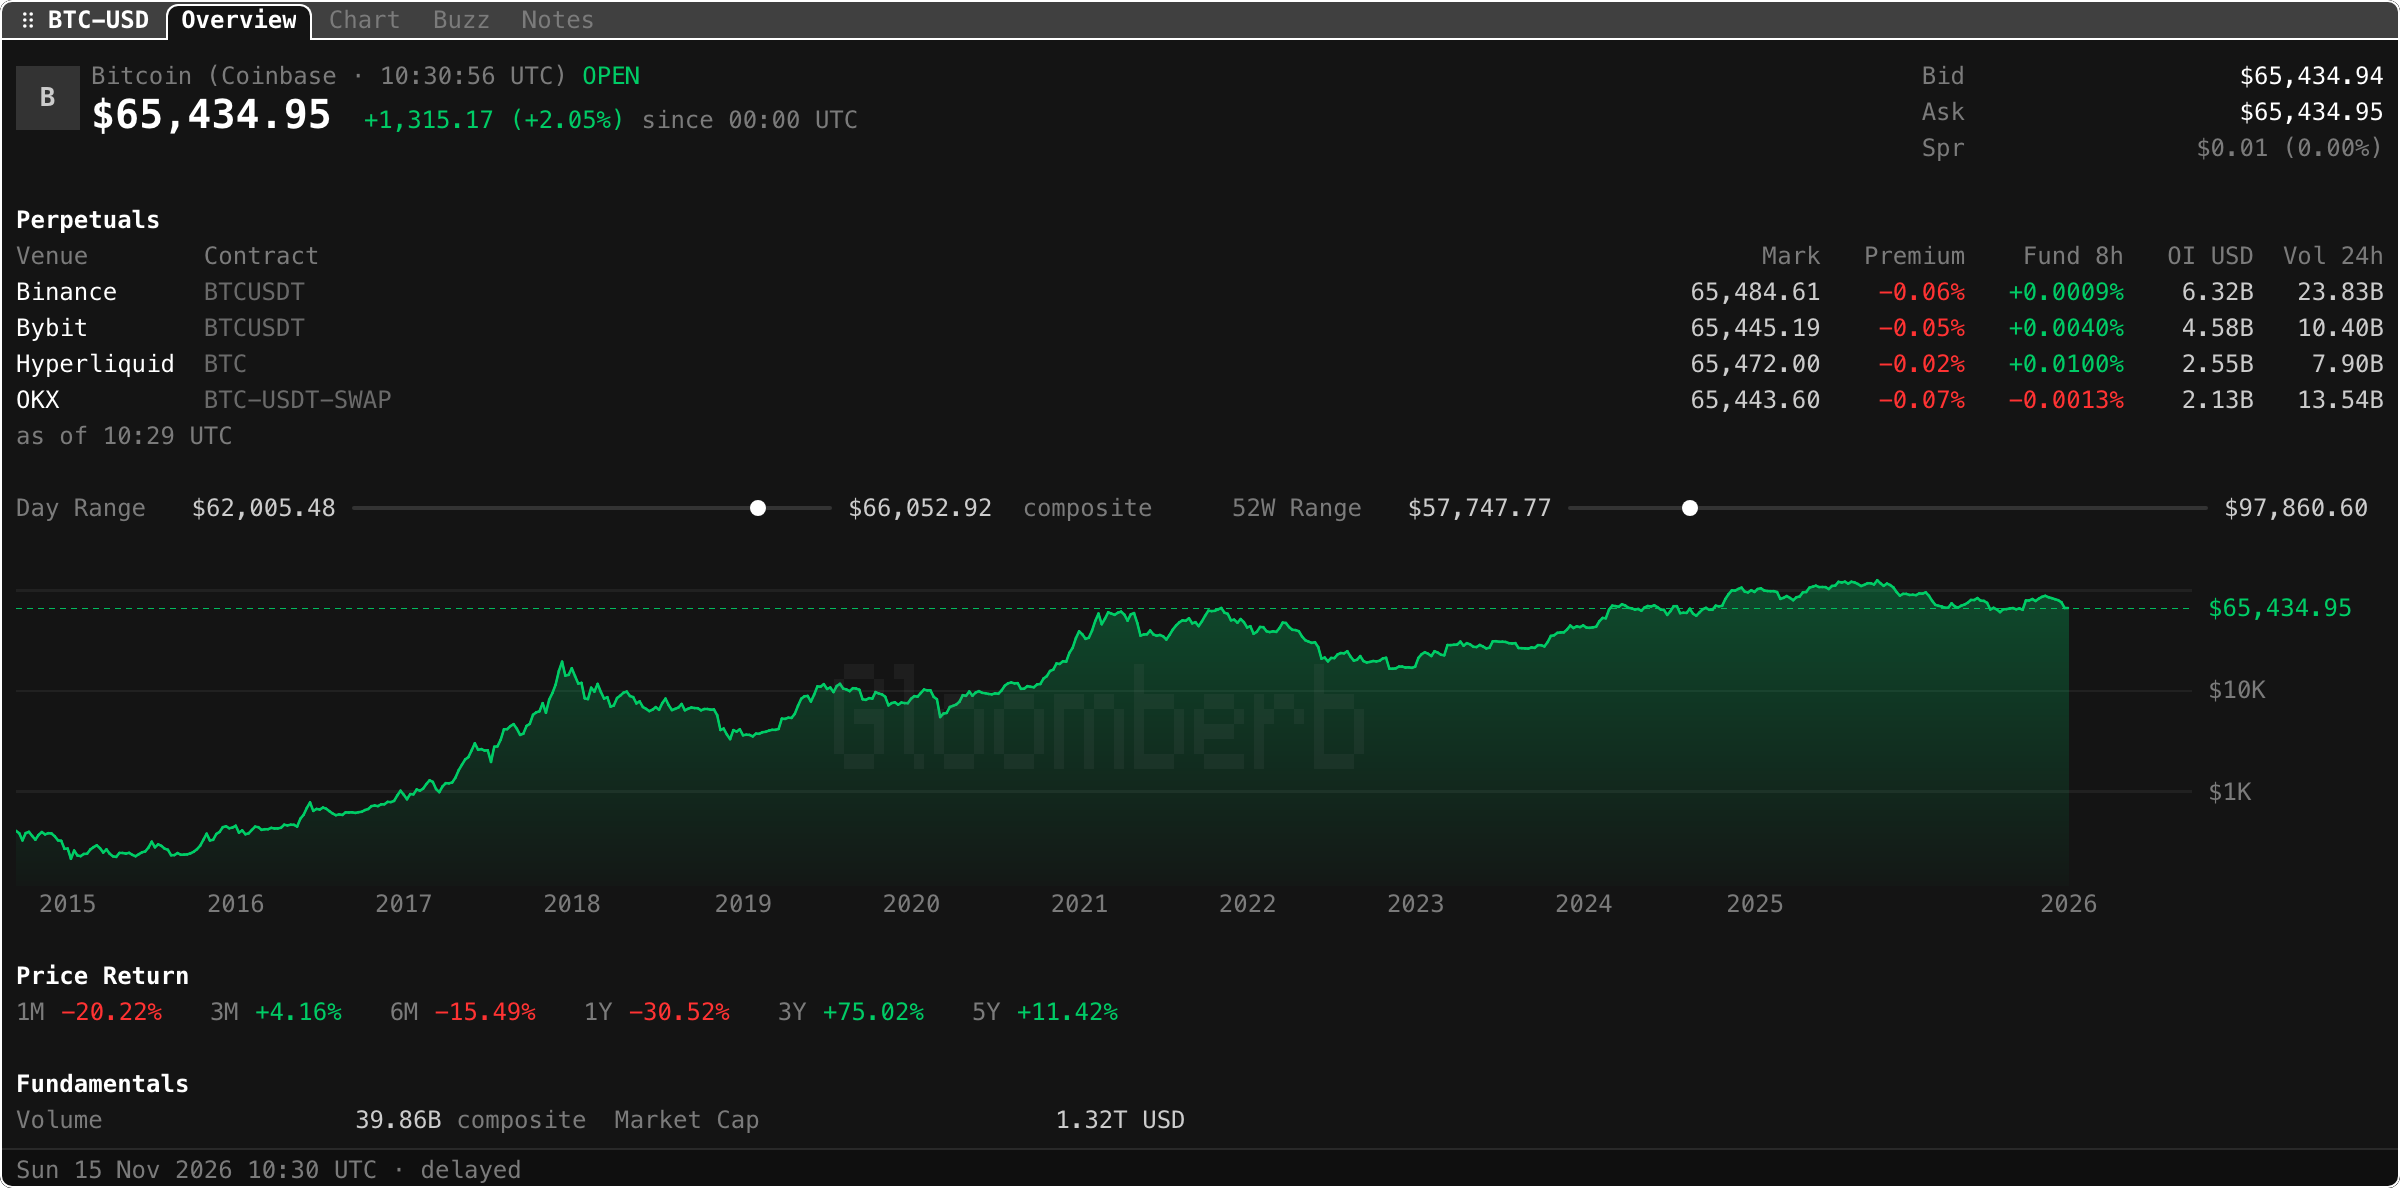 BTC-USD Overview Chart Buzz Notes
B
Bitcoin (Coinbase · 10:30:56 UTC) OPEN
$65,434.95 +1,315.17 (+2.05%) since 00:00 UTC
Bid $65,434.94
Ask $65,434.95
Spr $0.01 (0.00%)
Perpetuals
Venue Contract Mark Premium Fund 8h OI USD Vol 24h
Binance BTCUSDT 65,484.61 -0.06% +0.0009% 6.32B 23.83B
Bybit BTCUSDT 65,445.19 -0.05% +0.0040% 4.58B 10.40B
Hyperliquid BTC 65,472.00 -0.02% +0.0100% 2.55B 7.90B
OKX BTC-USDT-SWAP 65,443.60 -0.07% -0.0013% 2.13B 13.54B
as of 10:29 UTC
Day Range $62,005.48 $66,052.92 composite 52W Range $57,747.77 $97,860.60
$65,434.95
$10K
Gloomberb
$1K
2015 2016 2017 2018 2019 2020 2021 2022 2023 2024 2025 2026
Price Return
1M -20.22% 3M +4.16% 6M -15.49% 1Y -30.52% 3Y +75.02% 5Y +11.42%
Fundamentals
Volume 39.86B composite Market Cap 1.32T USD
Sun 15 Nov 2026 10:30 UTC · delayed